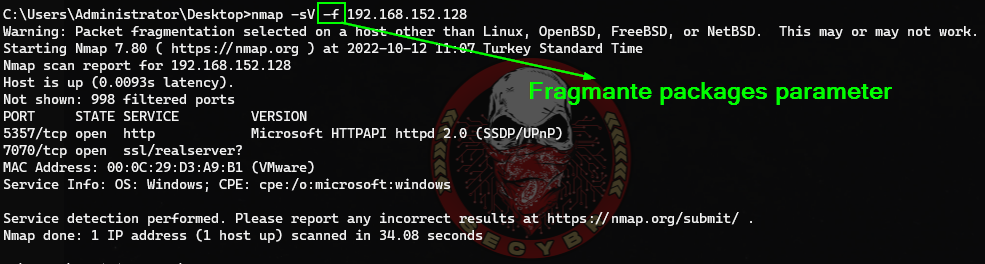 C:\Users\Administrator\Desktop>nmap -sV -f 192.168.152.128
Warning: Packet fragmentation selected on a host other than Linux, OpenBSD, FreeBSD, or NetBSD.  This may or may not work.
Starting Nmap 7.80 ( https://nmap.org ) at 2022-10-12 11:07 Turkey Standard Time
Nmap scan report for 192.168.152.128
Host is up (0.0093s latency).
Fragmante packages parameter
Not shown: 998 filtered ports
PORT     STATE SERVICE         VERSION
5357/tcp open  http            Microsoft HTTPAPI httpd 2.0 (SSDP/UPnP)
7070/tcp open  ssl/realserver?
MAC Address: 00:0C:29:D3:A9:B1 (VMware)
Service Info: OS: Windows; CPE: cpe:/o:microsoft:windows
Service detection performed. Please report any incorrect results at https://nmap.org/submit/ .
Nmap done: 1 IP address (1 host up) scanned in 34.08 seconds